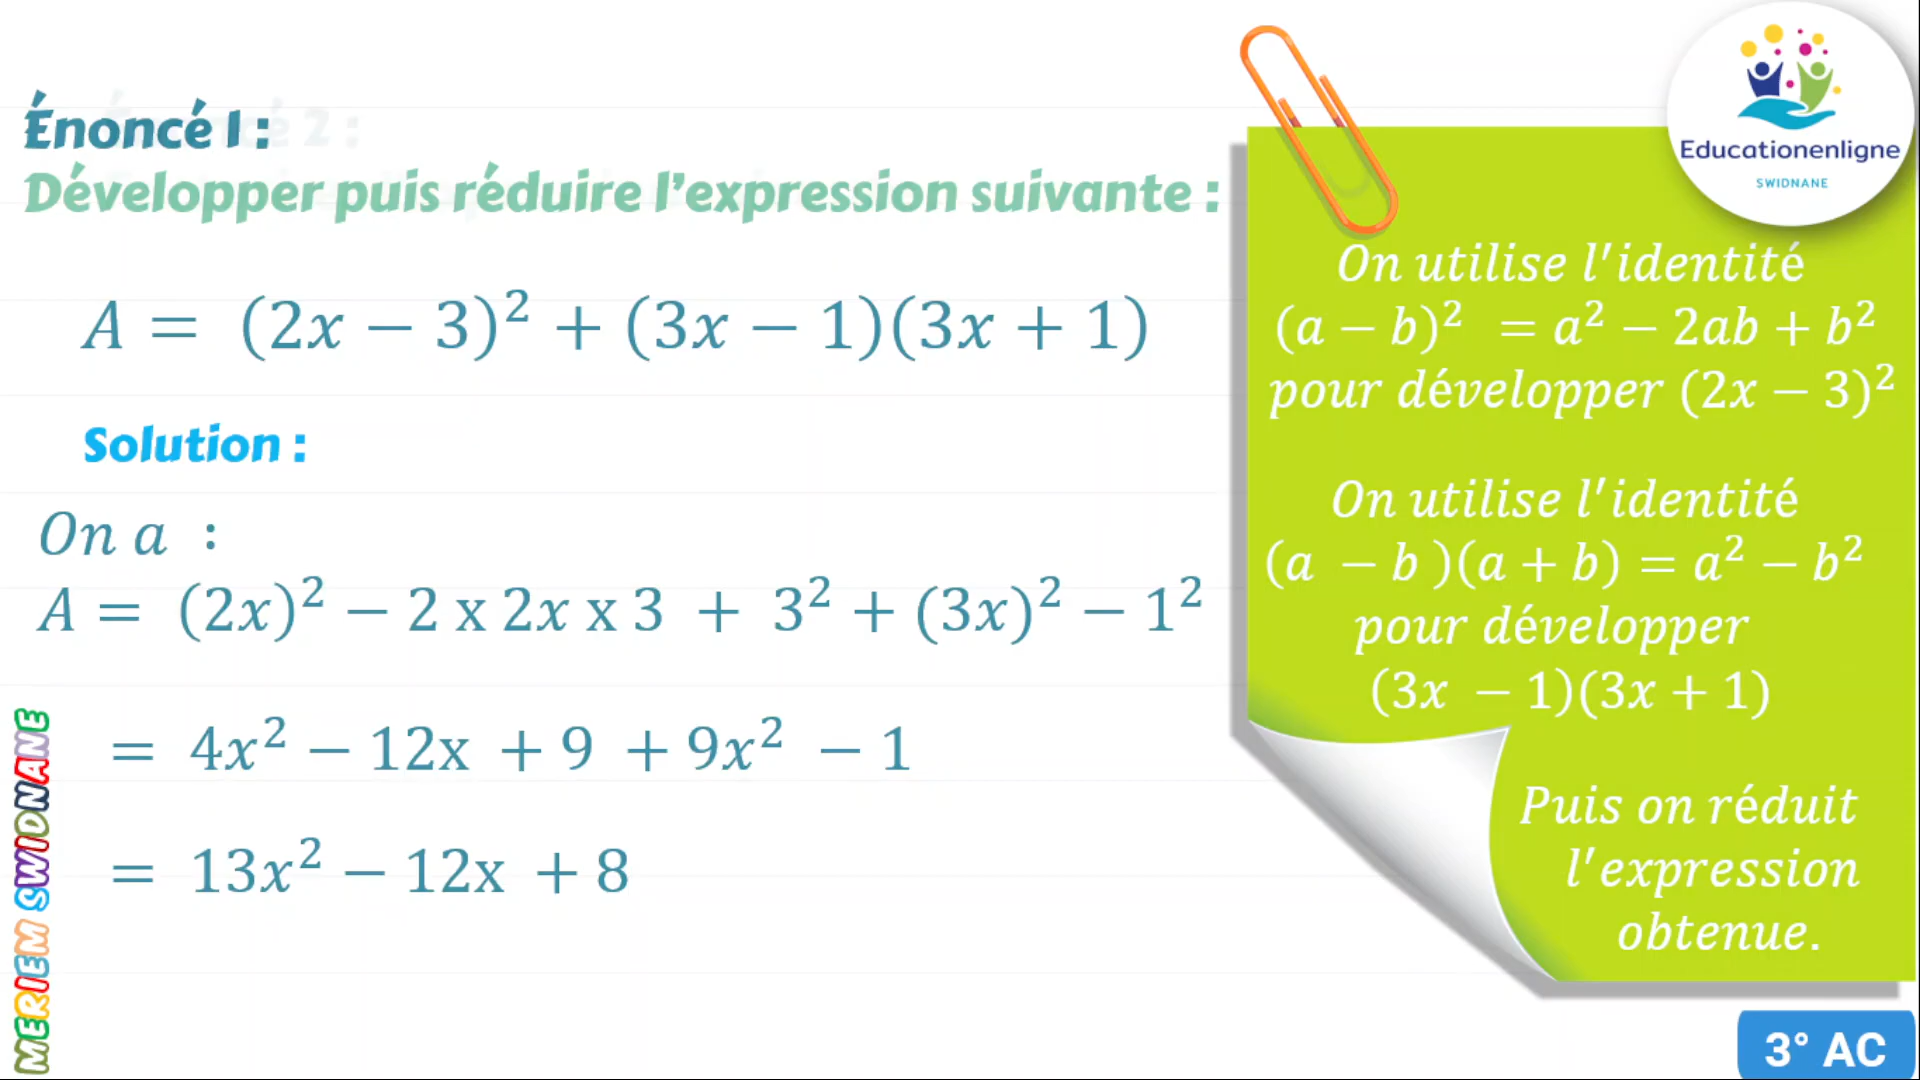 Énoncé 1 :
Développer puis réduire l’expression suivante :
A = (2x − 3)² + (3x − 1)(3x + 1)
Solution :
On a :
A = (2x)² − 2 x 2x x 3 + 3² + (3x)² − 1²
= 4x² − 12x + 9 + 9x² − 1
= 13x² − 12x + 8
Educationenligne
SWIDNANE
On utilise l′identité
(a − b)² = a² − 2ab + b²
pour développer (2x − 3)²
On utilise l′identité
(a − b )(a + b) = a² − b²
pour développer
(3x − 1)(3x + 1)
Puis on réduit
l′expression
obtenue.
MERIEM SWIDNANE
3° AC